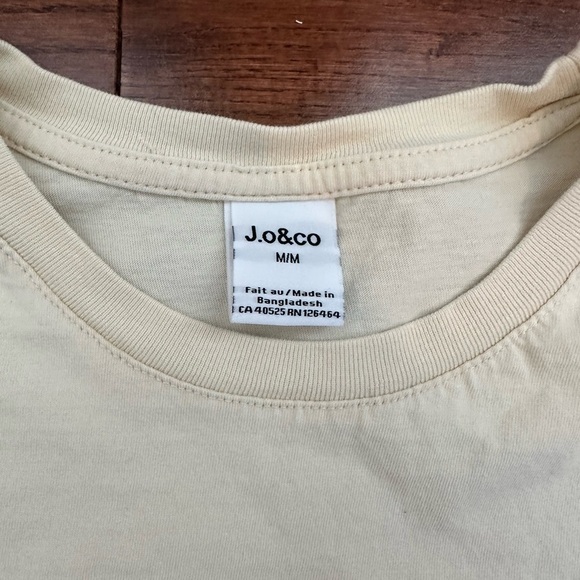 J.o&co
M/M
Fait au/Made in
Bangladesh
CA 40525 RN 126464